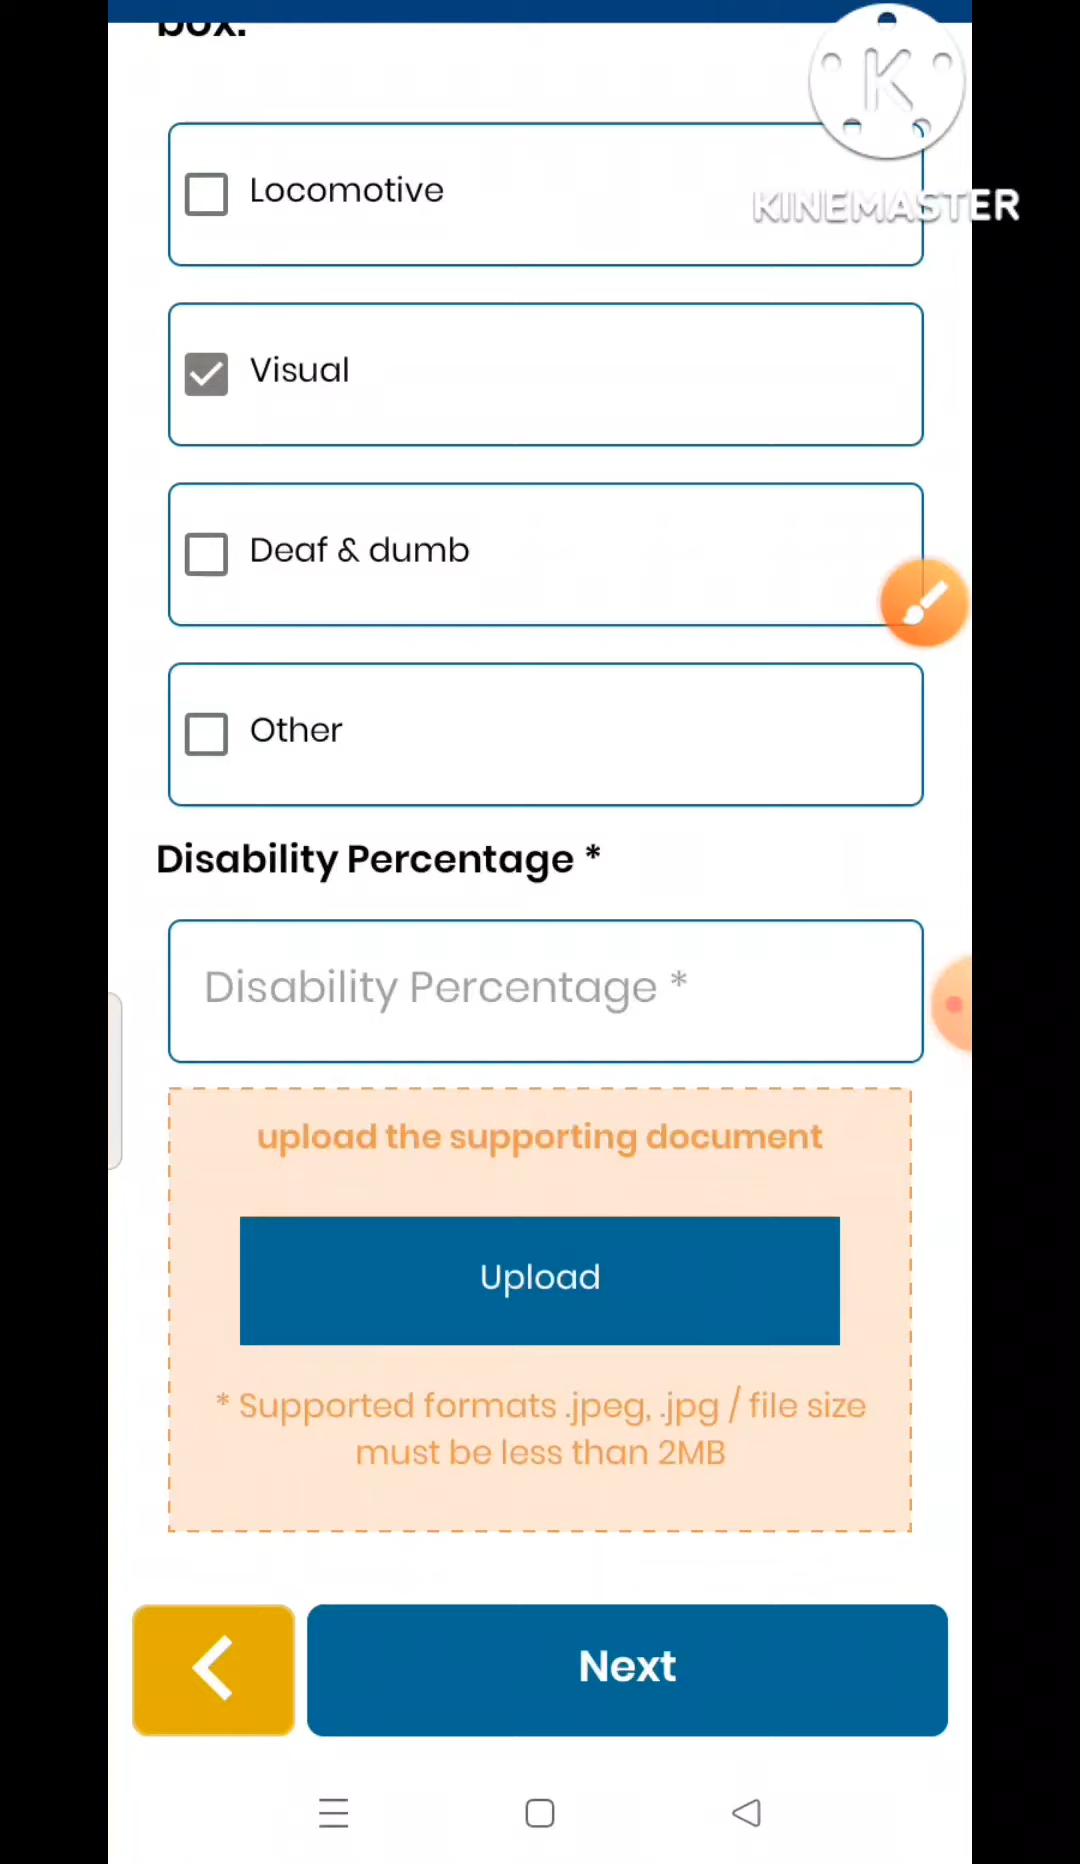 box.
K
KINEMASTER
Locomotive
Visual
Deaf & dumb
Other
Disability Percentage *
Disability Percentage *
upload the supporting document
Upload
* Supported formats .jpeg, .jpg / file size
must be less than 2MB
Next